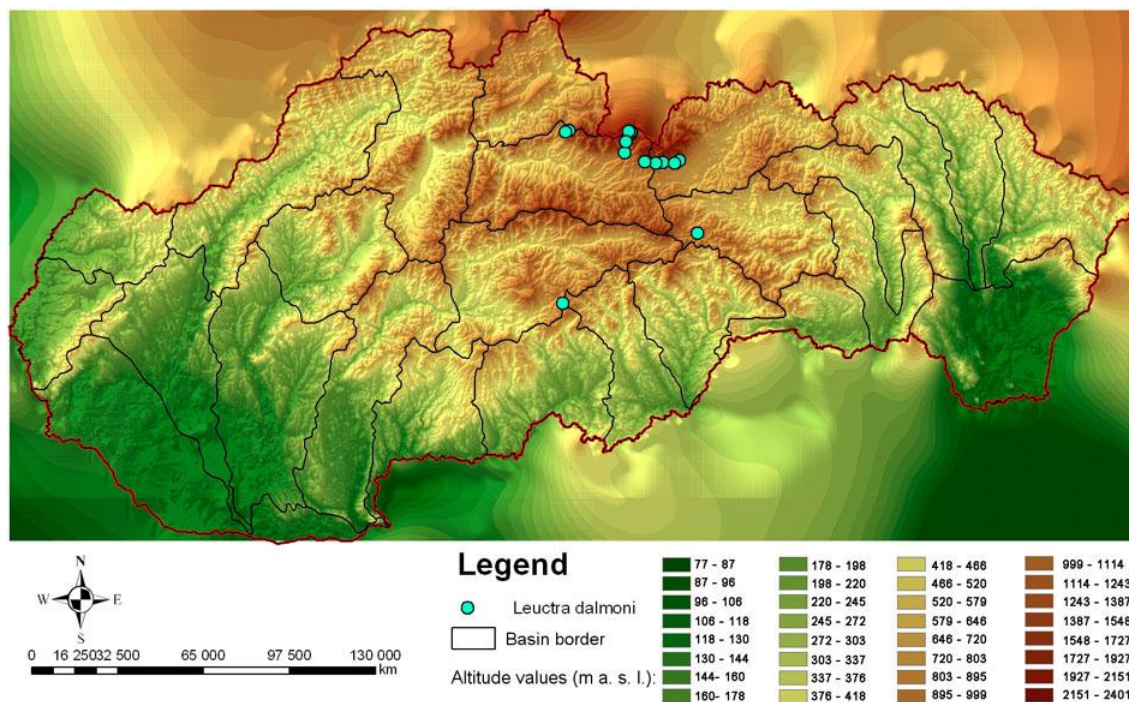 Legend
Leuctra dalmoni
Basin border
Altitude values (m a. s. l.):
N
W E
S
0 16 25032 500 65 000 97 500 130 000
km
77 - 87
87 - 96
96 - 106
106 - 118
118 - 130
130 - 144
144 - 160
160- 178
178 - 198
198 - 220
220 - 245
245 - 272
272 - 303
303 - 337
337 - 376
376 - 418
418 - 466
466 - 520
520 - 579
579 - 646
646 - 720
720 - 803
803 - 895
895 - 999
999 - 1114
1114 - 1243
1243 - 1387
1387 - 1548
1548 - 1727
1727 - 1927
1927 - 2151
2151 - 2401